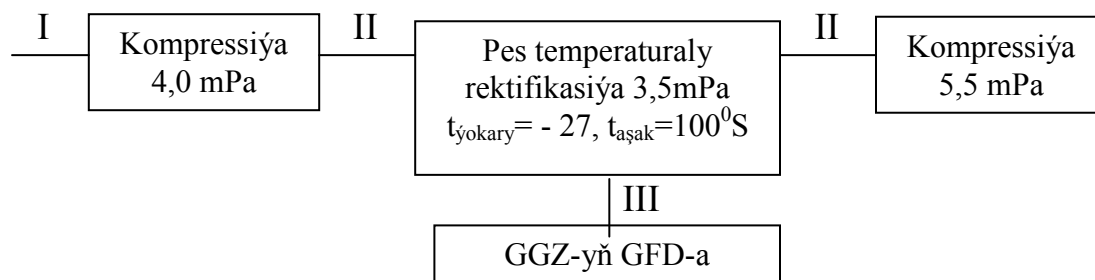 I
Kompressiýa
4,0 mPa
II
Pes temperaturaly
rektifikasiýa 3,5mPa
týokary= - 27, taşak=100⁰S
II
Kompressiýa
5,5 mPa
III
GGZ-yň GFD-a